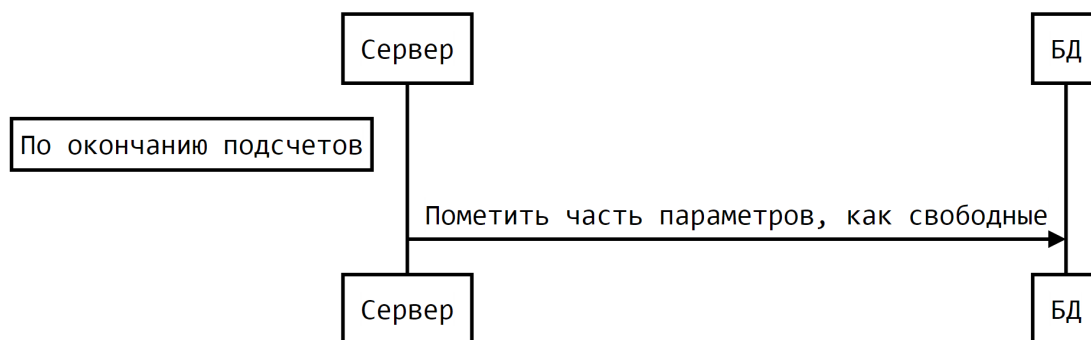 Сервер
БД
По окончанию подсчетов
Пометить часть параметров, как свободные
Сервер
БД